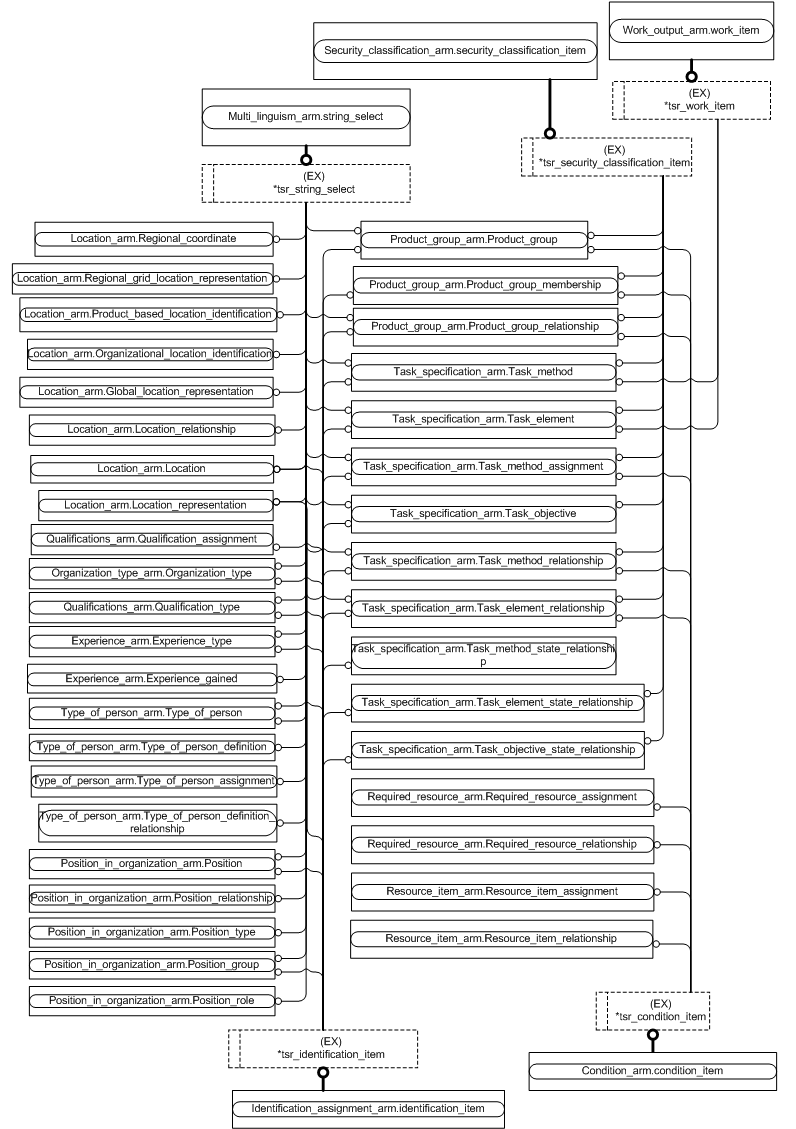 Work_output_arm.work_item
Security_classification_arm.security_classification_item
(EX)
*tsr_work_item
Multi_linguism_arm.string_select
(EX)
*tsr_security_classification_item
(EX)
*tsr_string_select
Location_arm.Regional_coordinate
Location_arm.Regional_grid_location_representation
Location_arm.Product_based_location_identification
Location_arm.Organizational_location_identification
Location_arm.Global_location_representation
Location_arm.Location_relationship
Location_arm.Location
Location_arm.Location_representation
Qualifications_arm.Qualification_assignment
Organization_type_arm.Organization_type
Qualifications_arm.Qualification_type
Experience_arm.Experience_type
Experience_arm.Experience_gained
Type_of_person_arm.Type_of_person
Type_of_person_arm.Type_of_person_definition
Type_of_person_arm.Type_of_person_assignment
Type_of_person_arm.Type_of_person_definition_
relationship
Position_in_organization_arm.Position
Position_in_organization_arm.Position_relationship
Position_in_organization_arm.Position_type
Position_in_organization_arm.Position_group
Position_in_organization_arm.Position_role
Product_group_arm.Product_group
Product_group_arm.Product_group_membership
Product_group_arm.Product_group_relationship
Task_specification_arm.Task_method
Task_specification_arm.Task_element
Task_specification_arm.Task_method_assignment
Task_specification_arm.Task_objective
Task_specification_arm.Task_method_relationship
Task_specification_arm.Task_element_relationship
Task_specification_arm.Task_method_state_relationshi
p
Task_specification_arm.Task_element_state_relationship
Task_specification_arm.Task_objective_state_relationship
Required_resource_arm.Required_resource_assignment
Required_resource_arm.Required_resource_relationship
Resource_item_arm.Resource_item_assignment
Resource_item_arm.Resource_item_relationship
(EX)
*tsr_condition_item
(EX)
*tsr_identification_item
Condition_arm.condition_item
Identification_assignment_arm.identification_item